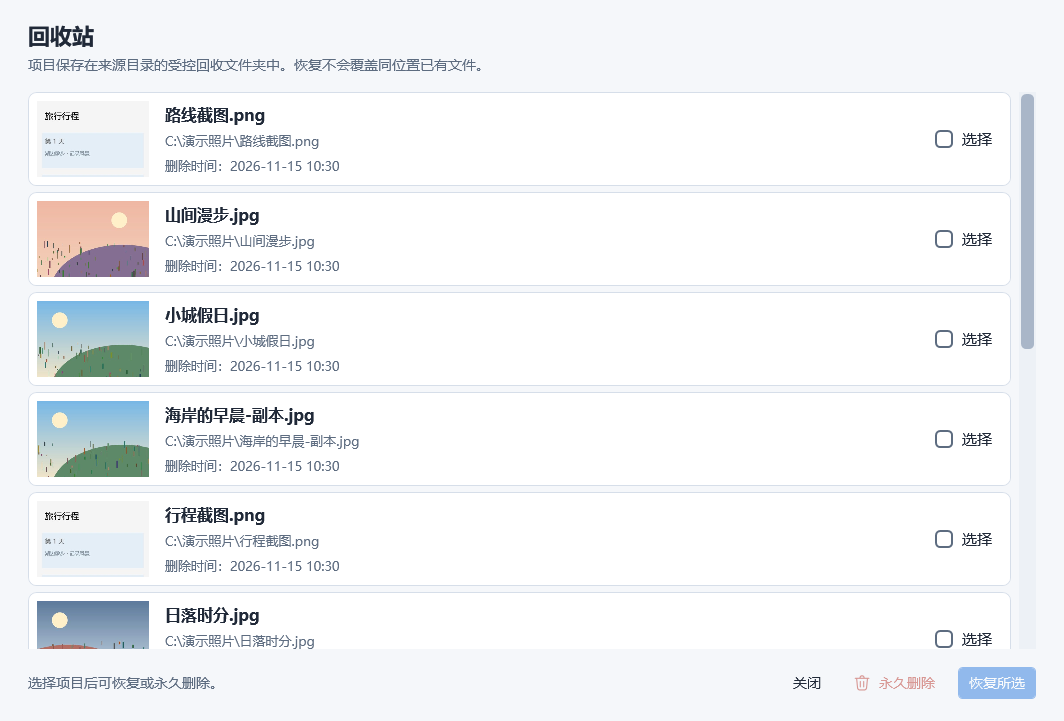 回收站
项目保存在来源目录的受控回收文件夹中。恢复不会覆盖同位置已有文件。
旅行行程
第 1 天
路线截图.png
C:\演示照片\路线截图.png
删除时间：2026-11-15 10:30
选择
山间漫步.jpg
C:\演示照片\山间漫步.jpg
删除时间：2026-11-15 10:30
选择
小城假日.jpg
C:\演示照片\小城假日.jpg
删除时间：2026-11-15 10:30
选择
海岸的早晨-副本.jpg
C:\演示照片\海岸的早晨-副本.jpg
删除时间：2026-11-15 10:30
选择
旅行行程
第 1 天
行程截图.png
C:\演示照片\行程截图.png
删除时间：2026-11-15 10:30
选择
日落时分.jpg
C:\演示照片\日落时分.jpg
选择
选择项目后可恢复或永久删除。
关闭
永久删除
恢复所选